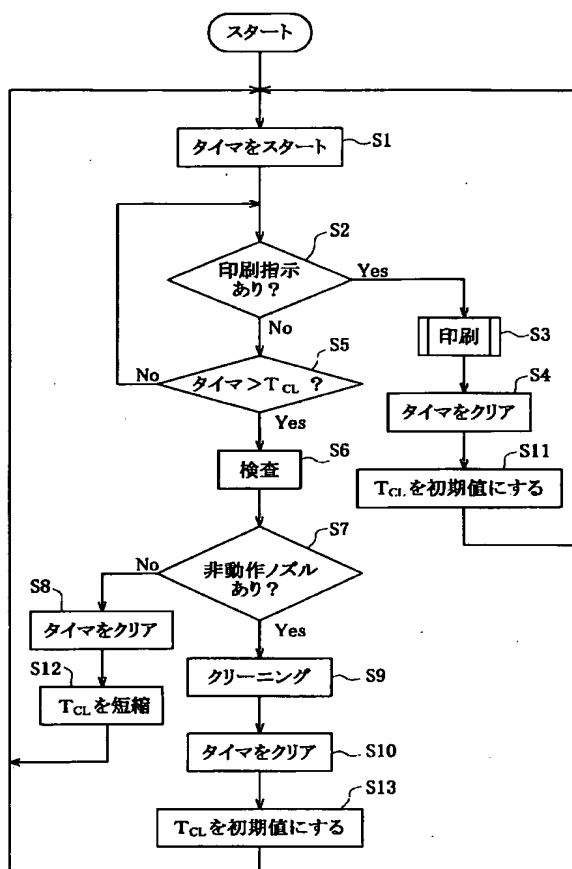 スタート
タイマをスタート
S1
S2
印刷指示
あり?
Yes
No
印刷
S3
S4
タイマをクリア
S11
TCLを初期値にする
S5
タイマ>TCL ?
No
Yes
S6
検査
S7
非動作ノズル
あり?
No
Yes
S8
タイマをクリア
S12
TCLを短縮
クリーニング
S9
タイマをクリア
S10
S13
TCLを初期値にする